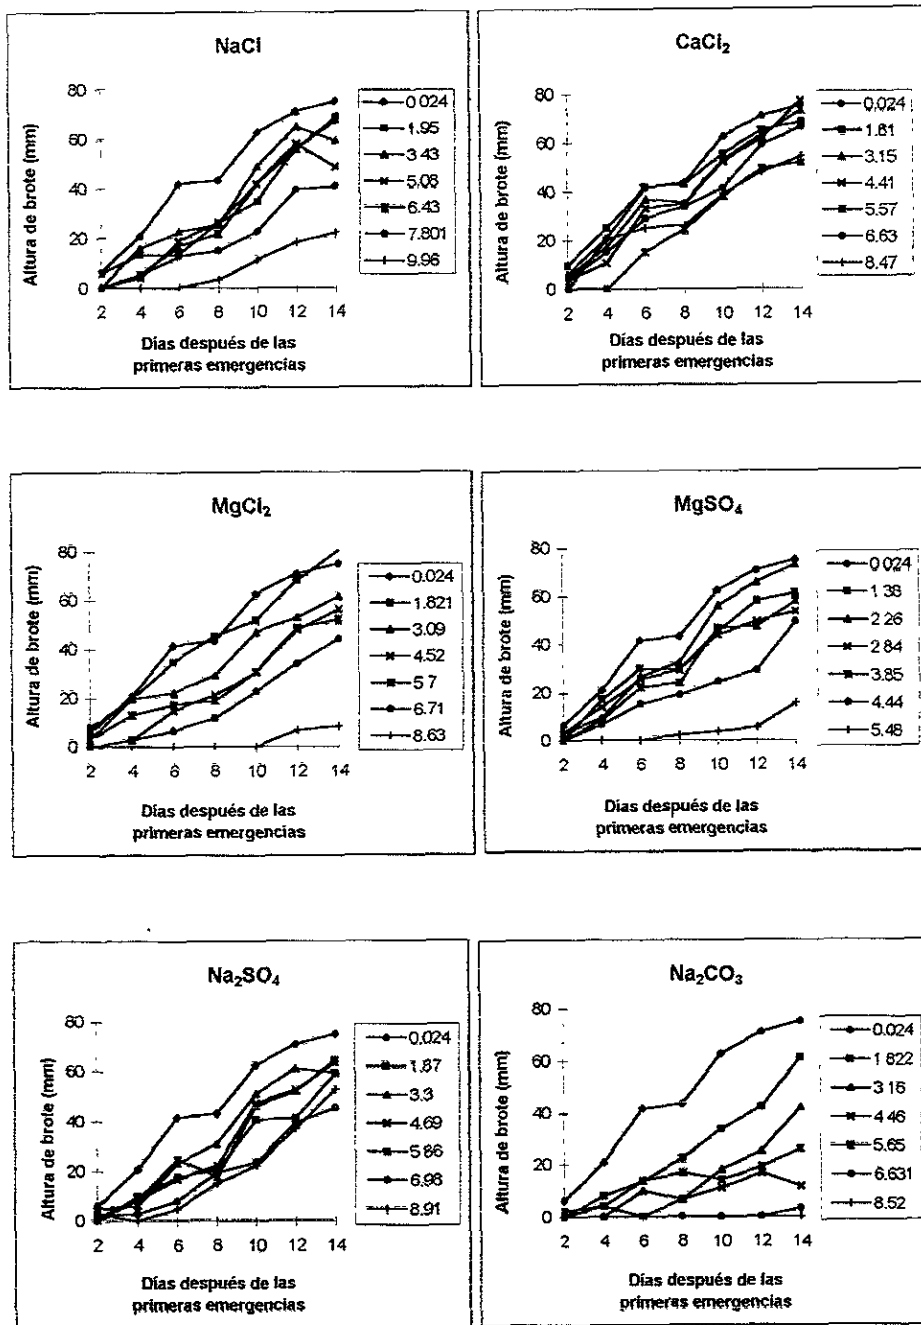 NaCl
Altura de brote (mm)
80
60
40
20
0
2 4 6 8 10 12 14
Días después de las
primeras emergencias
0.024
1.95
3.43
5.08
6.43
7.801
9.96
CaCl₂
Altura de brote (mm)
80
60
40
20
0
2 4 6 8 10 12 14
Días después de las
primeras emergencias
0.024
1.81
3.15
4.41
5.57
6.63
8.47
MgCl₂
Altura de brote (mm)
80
60
40
20
0
2 4 6 8 10 12 14
Días después de las
primeras emergencias
0.024
1.821
3.09
4.52
5.7
6.71
8.63
MgSO₄
Altura de brote (mm)
80
60
40
20
0
2 4 6 8 10 12 14
Días después de las
primeras emergencias
0.024
1.38
2.26
2.84
3.85
4.44
5.48
Na₂SO₄
Altura de brote (mm)
80
60
40
20
0
2 4 6 8 10 12 14
Días después de las
primeras emergencias
0.024
1.87
3.3
4.69
5.86
6.98
8.91
Na₂CO₃
Altura de brote (mm)
80
60
40
20
0
2 4 6 8 10 12 14
Días después de las
primeras emergencias
0.024
1.822
3.16
4.46
5.65
6.631
8.52